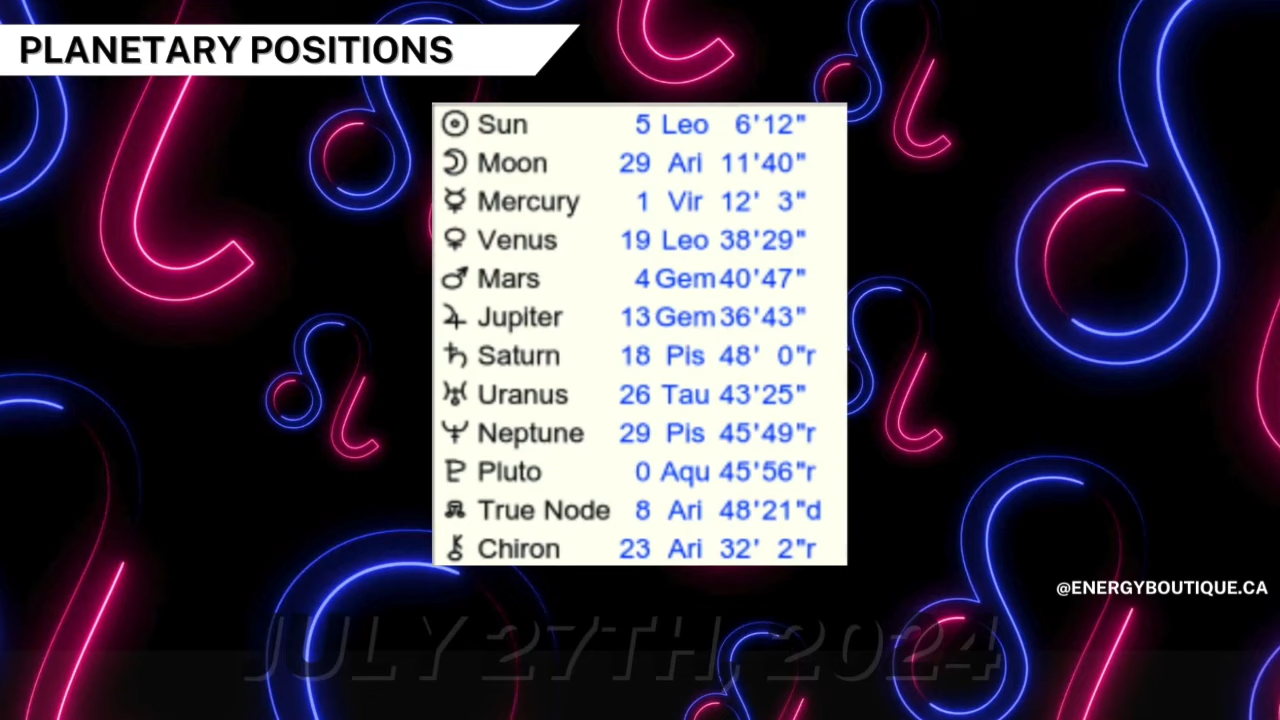 PLANETARY POSITIONS
☉ Sun 5 Leo 6'12"
☽ Moon 29 Ari 11'40"
☿ Mercury 1 Vir 12' 3"
♀ Venus 19 Leo 38'29"
♂ Mars 4 Gem 40'47"
♃ Jupiter 13 Gem 36'43"
♄ Saturn 18 Pis 48' 0"r
♅ Uranus 26 Tau 43'25"
♆ Neptune 29 Pis 45'49"r
♇ Pluto 0 Aqu 45'56"r
☊ True Node 8 Ari 48'21"d
⚷ Chiron 23 Ari 32' 2"r
@ENERGYBOUTIQUE.CA
JULY 27TH, 2024